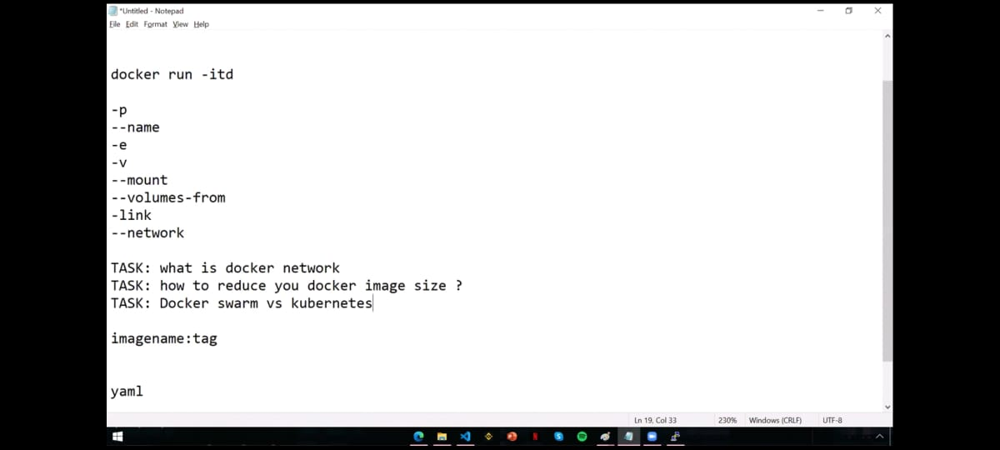 *Untitled - Notepad
File Edit Format View Help
docker run -itd
-p
--name
-e
-v
--mount
--volumes-from
-link
--network
TASK: what is docker network
TASK: how to reduce you docker image size ?
TASK: Docker swarm vs kubernetes
imagename:tag
yaml
Ln 19, Col 33 230% Windows (CRLF) UTF-8